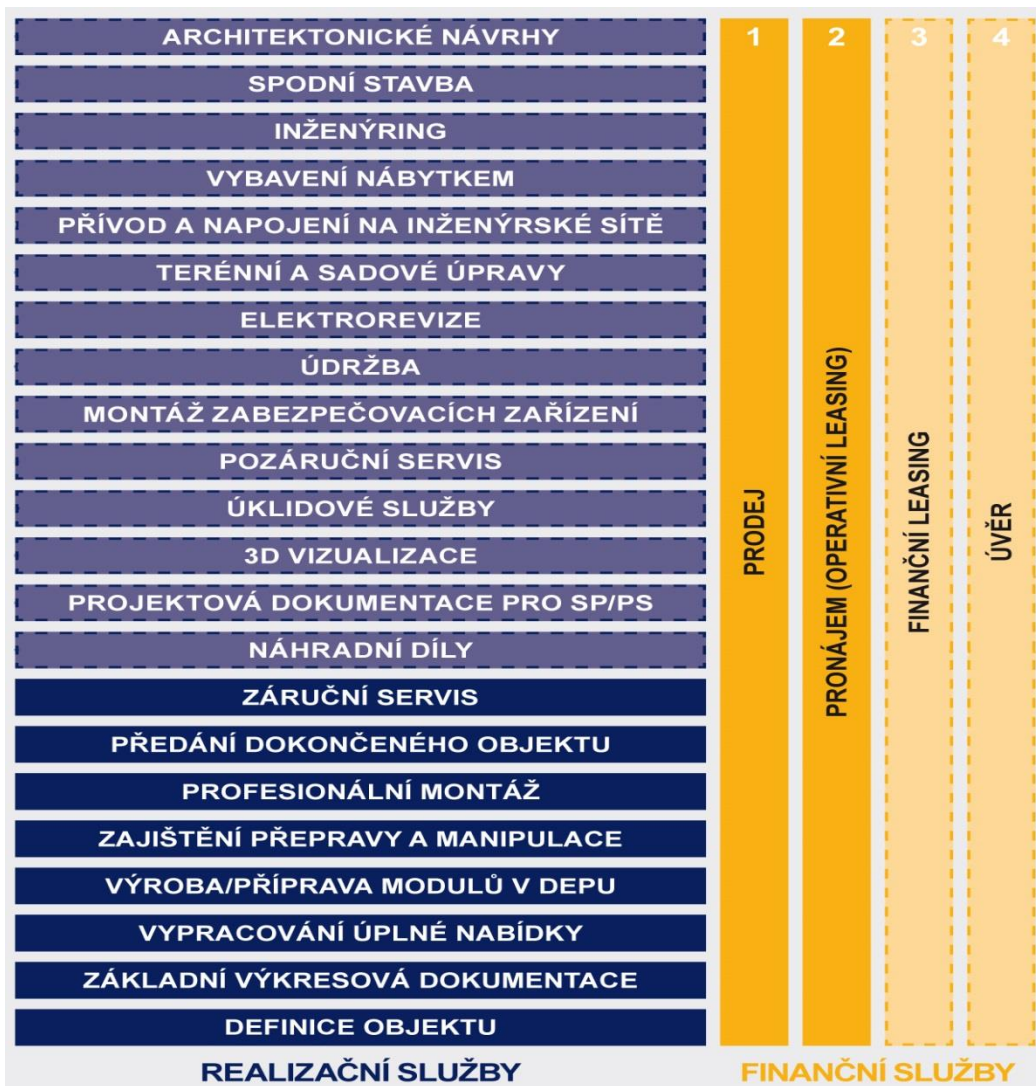 ARCHITEKTONICKÉ NÁVRHY
SPODNÍ STAVBA
INŽENÝRING
VYBAVENÍ NÁBYTKEM
PŘÍVOD A NAPOJENÍ NA INŽENÝRSKÉ SÍTĚ
TERÉNNÍ A SADOVÉ ÚPRAVY
ELEKTROREVIZE
ÚDRŽBA
MONTÁŽ ZABEZPEČOVACÍCH ZAŘÍZENÍ
POZÁRUČNÍ SERVIS
ÚKLIDOVÉ SLUŽBY
3D VIZUALIZACE
PROJEKTOVÁ DOKUMENTACE PRO SP/PS
NÁHRADNÍ DÍLY
ZÁRUČNÍ SERVIS
PŘEDÁNÍ DOKONČENÉHO OBJEKTU
PROFESIONÁLNÍ MONTÁŽ
ZAJIŠTĚNÍ PŘEPRAVY A MANIPULACE
VÝROBA/PŘÍPRAVA MODULŮ V DEPU
VYPRACOVÁNÍ ÚPLNÉ NABÍDKY
ZÁKLADNÍ VÝKRESOVÁ DOKUMENTACE
DEFINICE OBJEKTU
REALIZAČNÍ SLUŽBY
1
PRODEJ
2
PRONÁJEM (OPERATIVNÍ LEASING)
3
FINANČNÍ LEASING
4
ÚVĚR
FINANČNÍ SLUŽBY